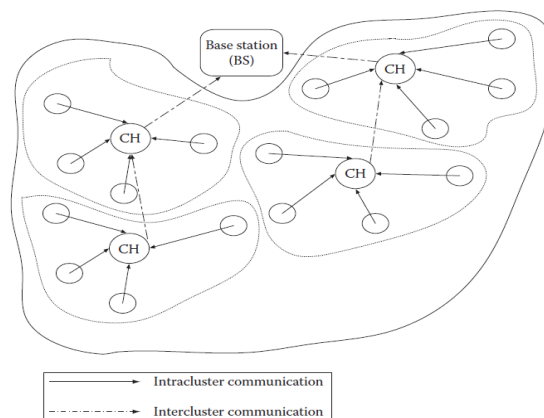 Base station
(BS)
CH
CH
CH
CH
Intracluster communication
Intercluster communication